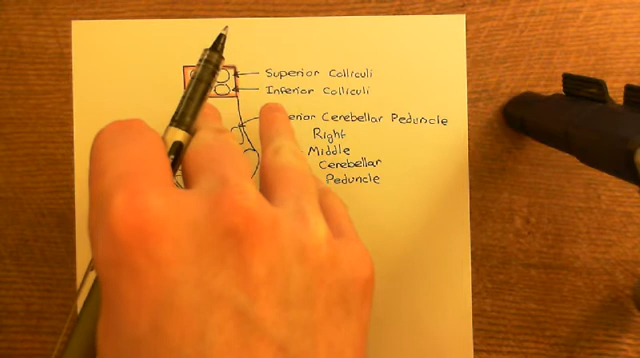 Superior Colliculi
Inferior Colliculi
Cerebellar Peduncle
Right
Middle
Cerebellar
Peduncle